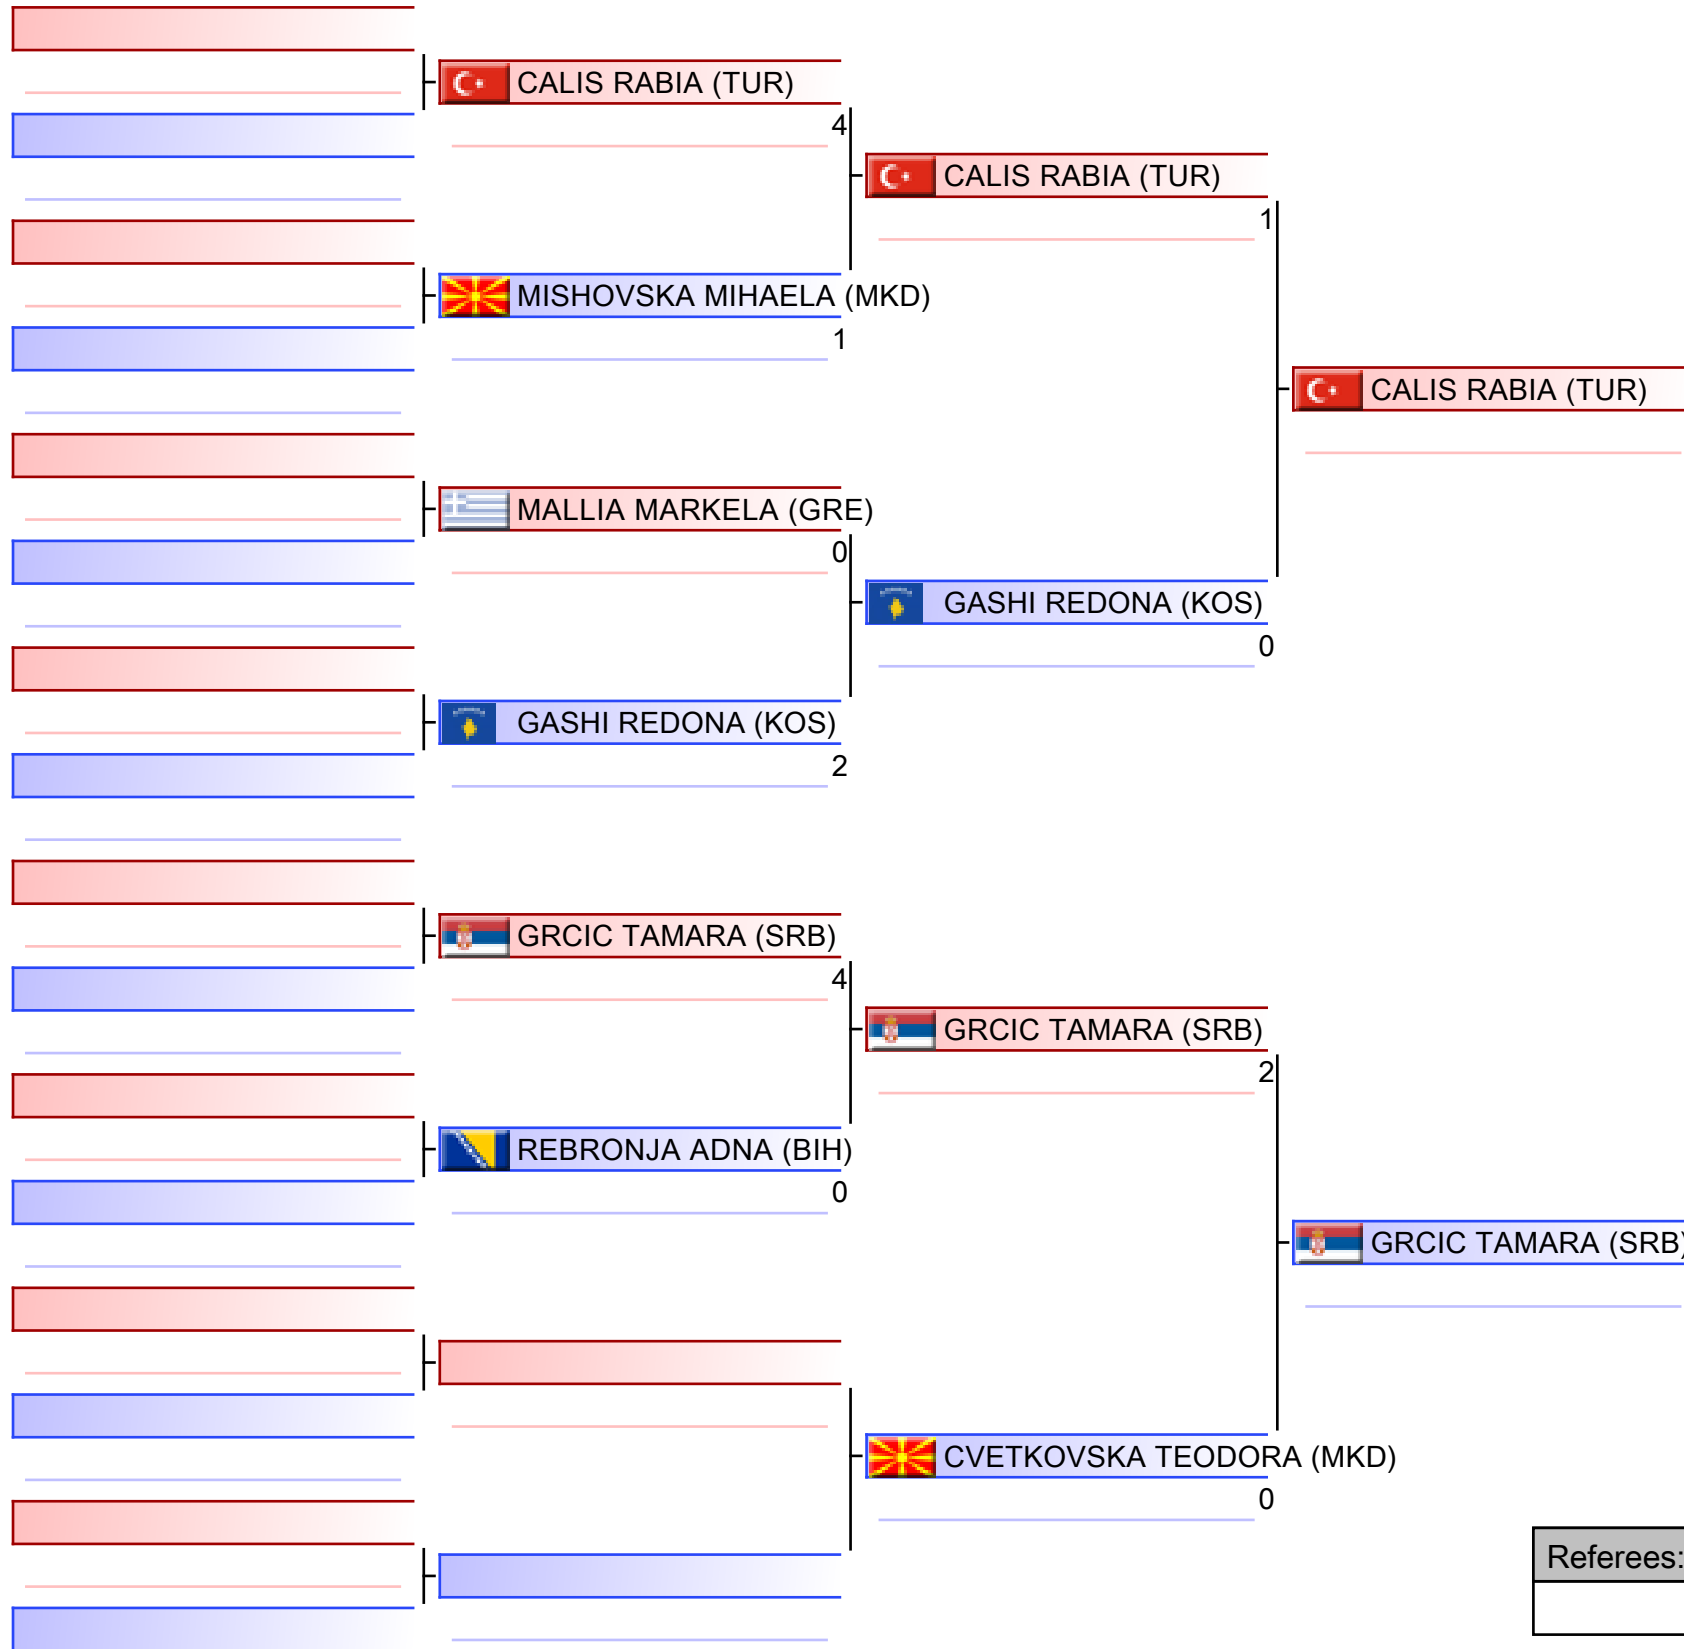 CALIS RABIA (TUR)
4
CALIS RABIA (TUR)
1
MISHOVSKA MIHAELA (MKD)
1
CALIS RABIA (TUR)
MALLIA MARKELA (GRE)
0
GASHI REDONA (KOS)
0
GASHI REDONA (KOS)
2
GRCIC TAMARA (SRB)
4
GRCIC TAMARA (SRB)
2
REBRONJA ADNA (BIH)
0
GRCIC TAMARA (SRB)
CVETKOVSKA TEODORA (MKD)
0
Referees: